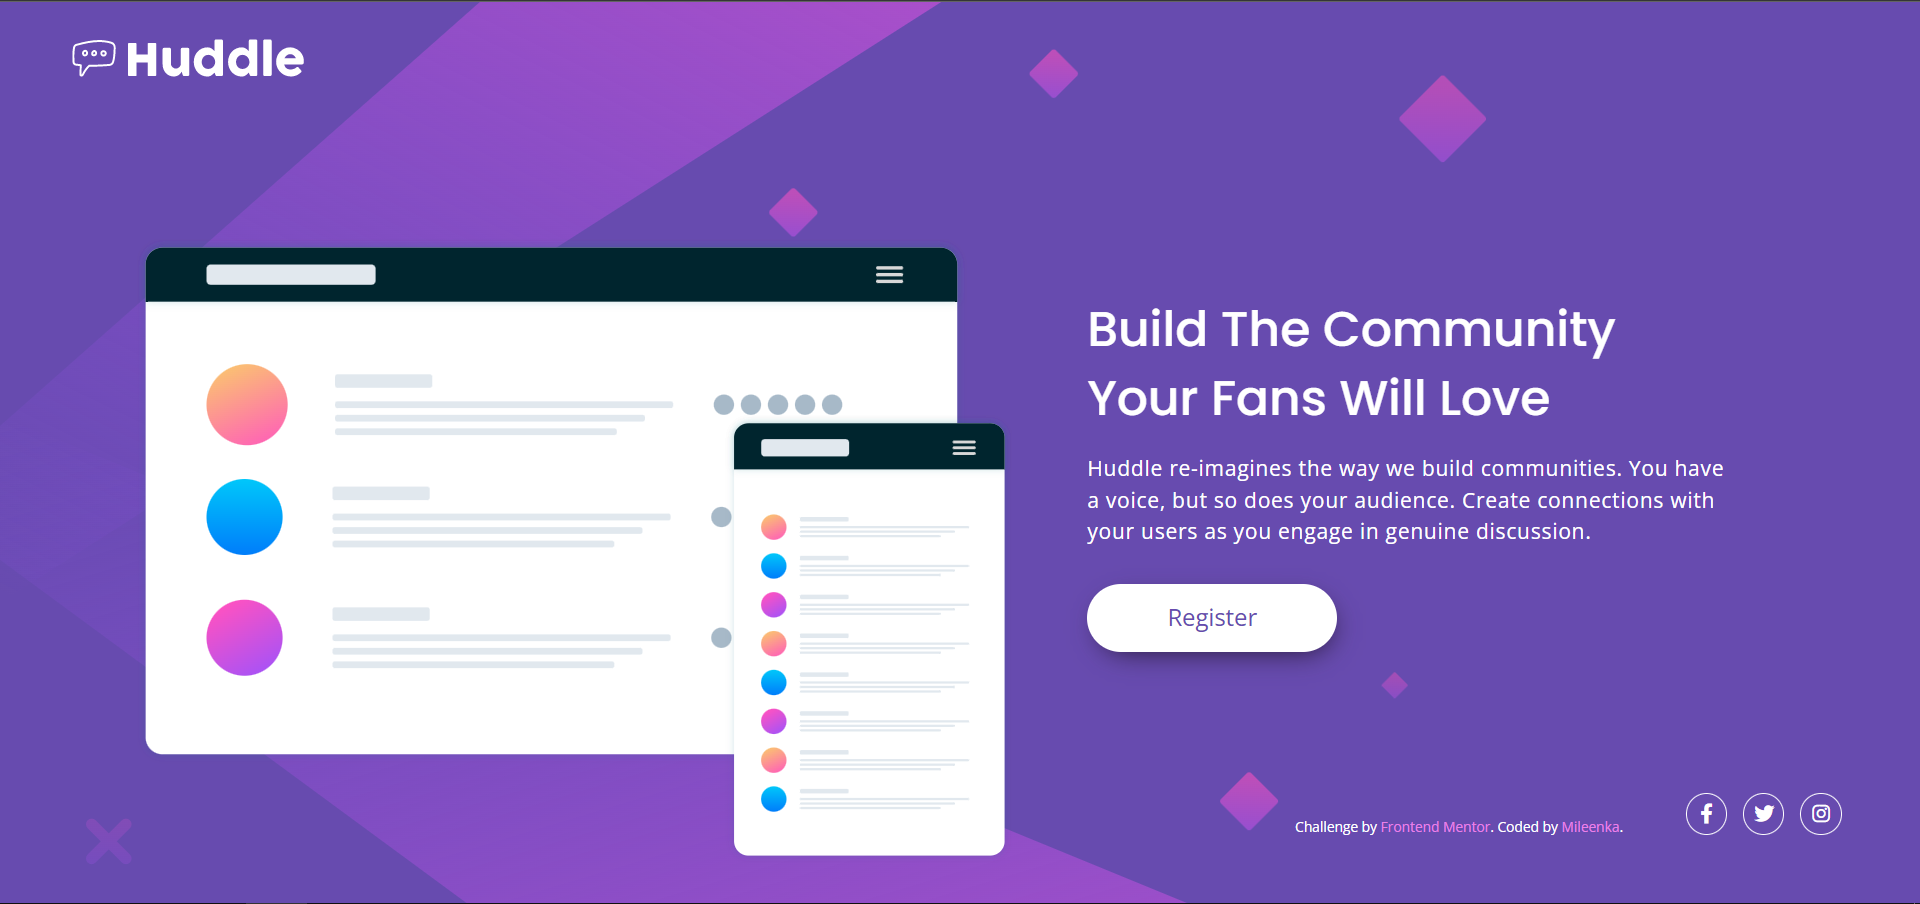 Huddle
Build The Community
Your Fans Will Love
Huddle re-imagines the way we build communities. You have
a voice, but so does your audience. Create connections with
your users as you engage in genuine discussion.
Register
Challenge by Frontend Mentor. Coded by Mileenka.